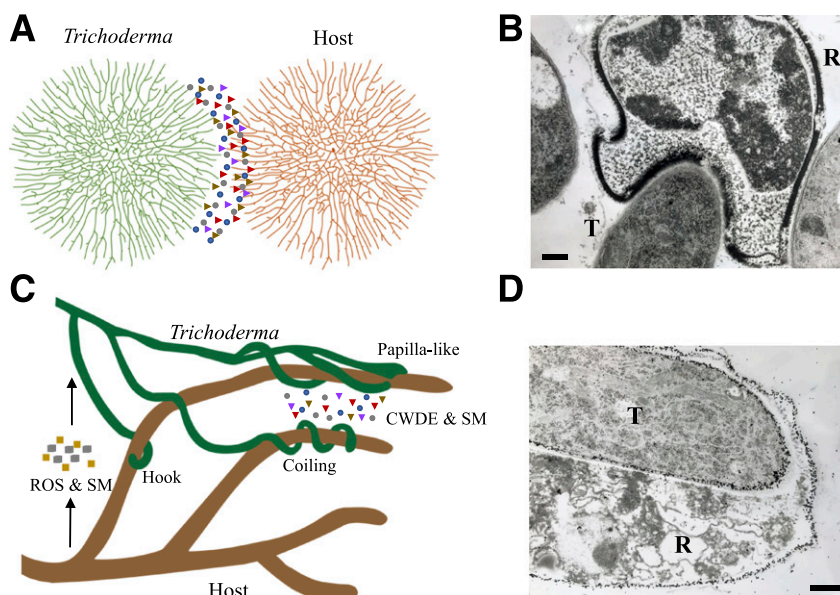 A
Trichoderma
Host
B
R
T
C
Trichoderma
Papilla-like
CWDE & SM
ROS & SM
Hook
Coiling
Host
D
T
R